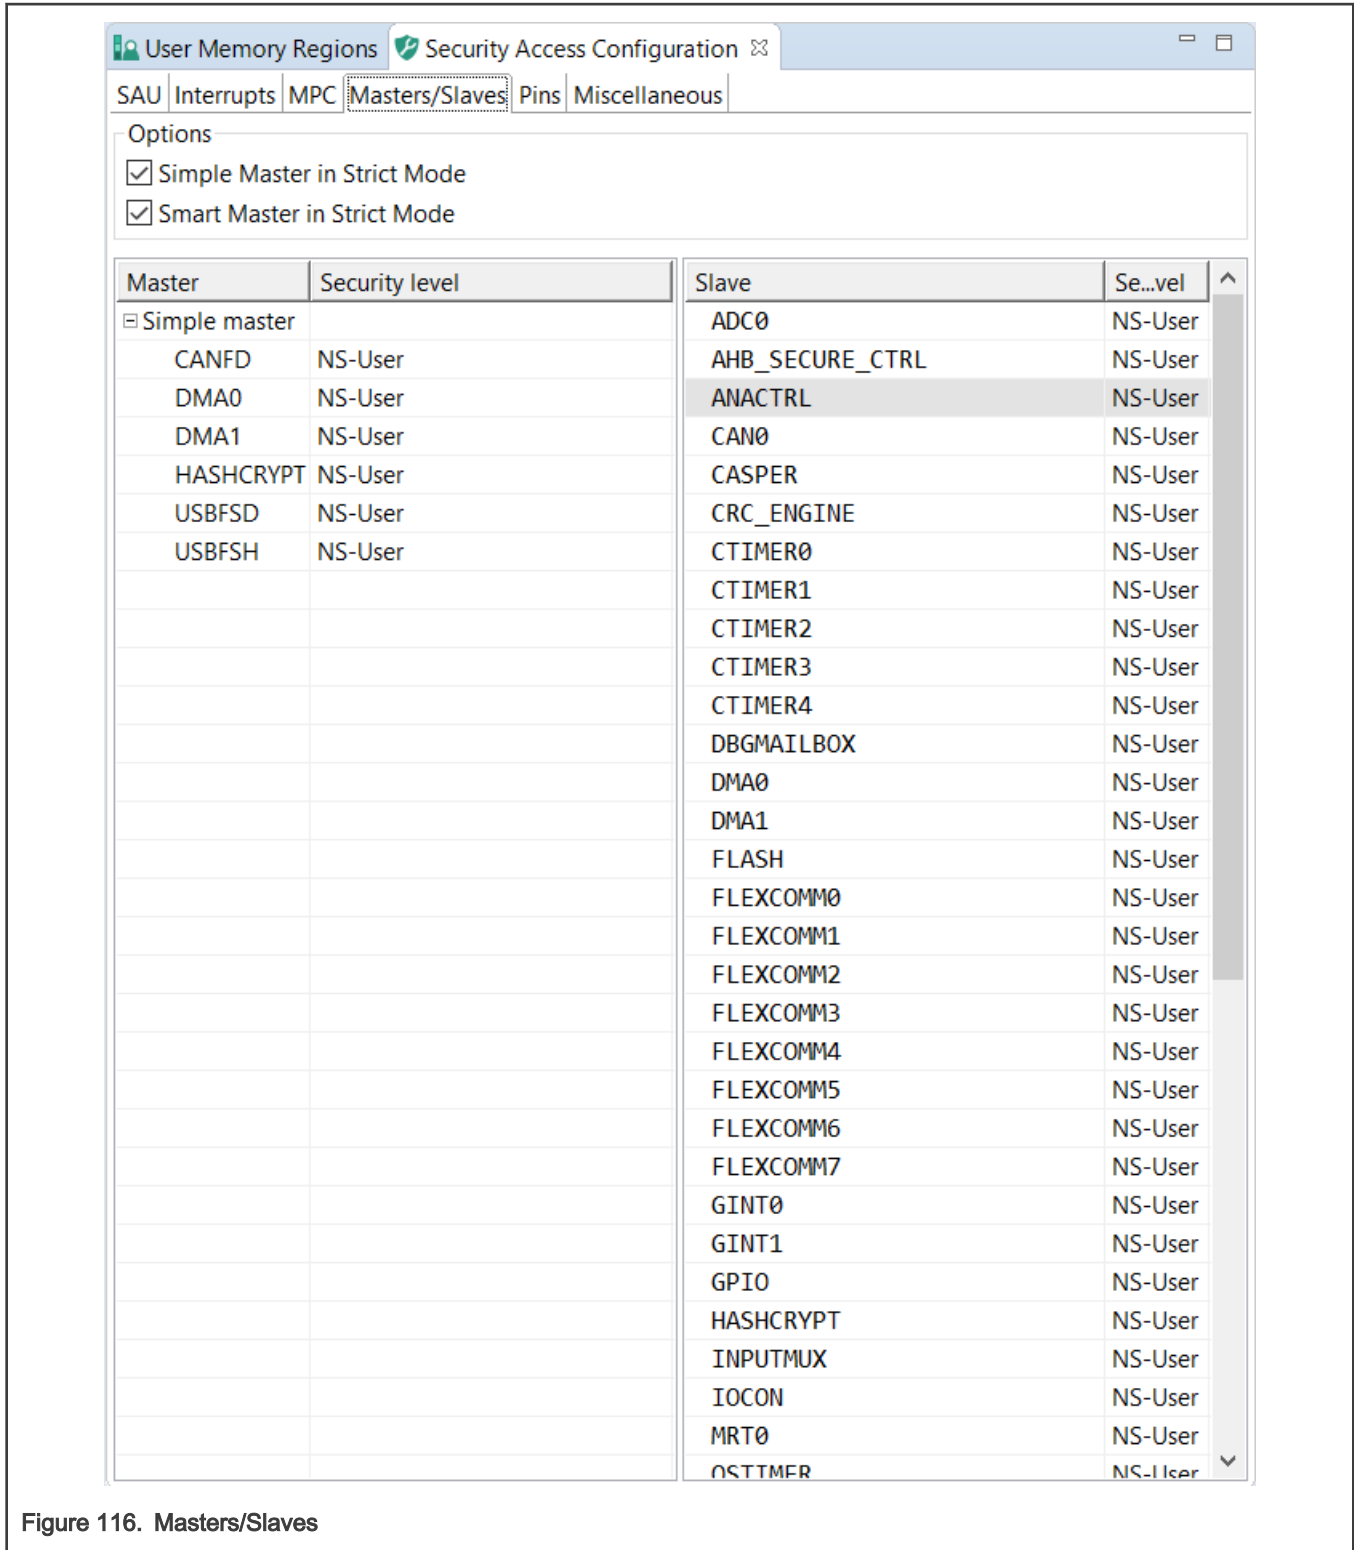 User Memory Regions Security Access Configuration
SAU Interrupts MPC Masters/Slaves Pins Miscellaneous
Options
Simple Master in Strict Mode
Smart Master in Strict Mode
Master Security level Slave Se...vel
Simple master ADC0 NS-User
CANFD NS-User AHB_SECURE_CTRL NS-User
DMA0 NS-User ANACTRL NS-User
DMA1 NS-User CAN0 NS-User
HASHCRYPT NS-User CASPER NS-User
USBFSD NS-User CRC_ENGINE NS-User
USBFSH NS-User CTIMER0 NS-User
CTIMER1 NS-User
CTIMER2 NS-User
CTIMER3 NS-User
CTIMER4 NS-User
DBGMAILBOX NS-User
DMA0 NS-User
DMA1 NS-User
FLASH NS-User
FLEXCOMM0 NS-User
FLEXCOMM1 NS-User
FLEXCOMM2 NS-User
FLEXCOMM3 NS-User
FLEXCOMM4 NS-User
FLEXCOMM5 NS-User
FLEXCOMM6 NS-User
FLEXCOMM7 NS-User
GINT0 NS-User
GINT1 NS-User
GPIO NS-User
HASHCRYPT NS-User
INPUTMUX NS-User
IOCON NS-User
MRT0 NS-User
OSTIMER NS-User
Figure 116. Masters/Slaves